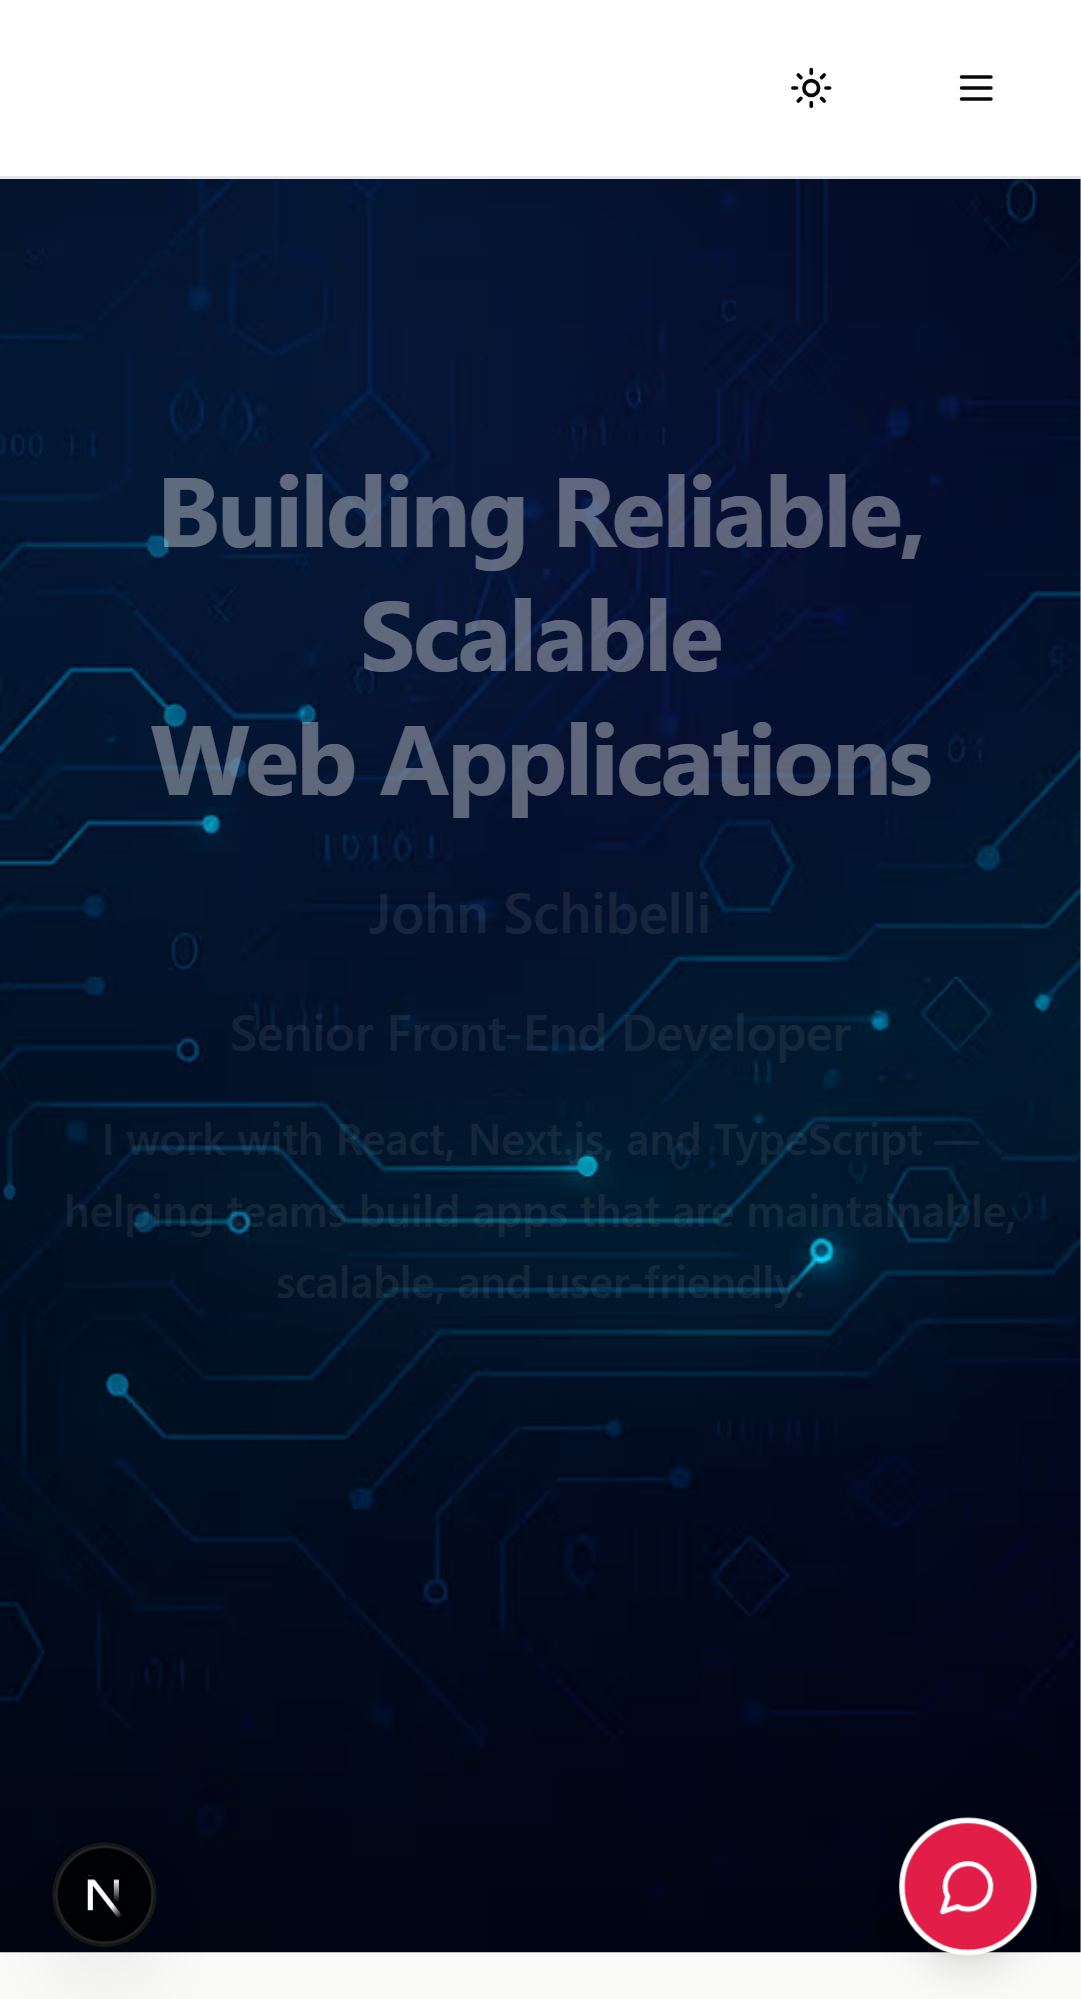 Building Reliable,
Scalable
Web Applications
John Schibelli
Senior Front-End Developer
I work with React, Next.js, and TypeScript —
helping teams build apps that are maintainable,
scalable, and user-friendly.
N